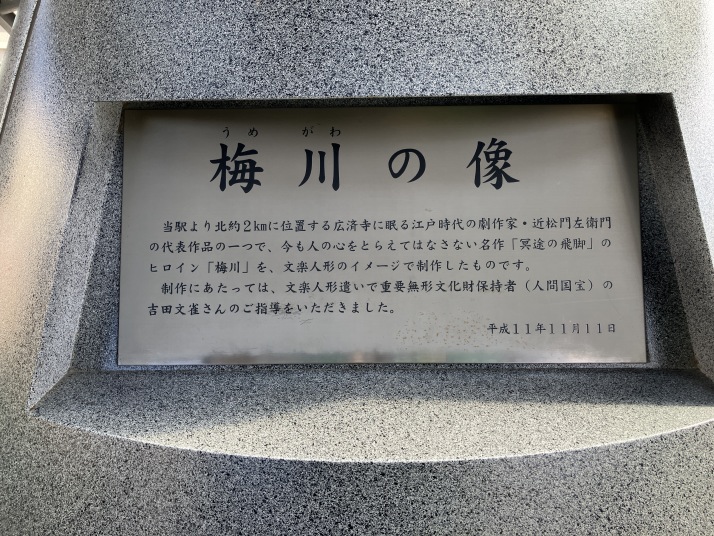 うめ がわ
梅川の像
当駅より北約2㎞に位置する広済寺に眠る江戸時代の劇作家・近松門左衛門
の代表作品の一つで、今も人の心をとらえてはなさない名作「冥途の飛脚」の
ヒロイン「梅川」を、文楽人形のイメージで制作したものです。
制作にあたっては、文楽人形遣いで重要無形文化財保持者（人間国宝）の
吉田文雀さんのご指導をいただきました。
平成11年11月11日